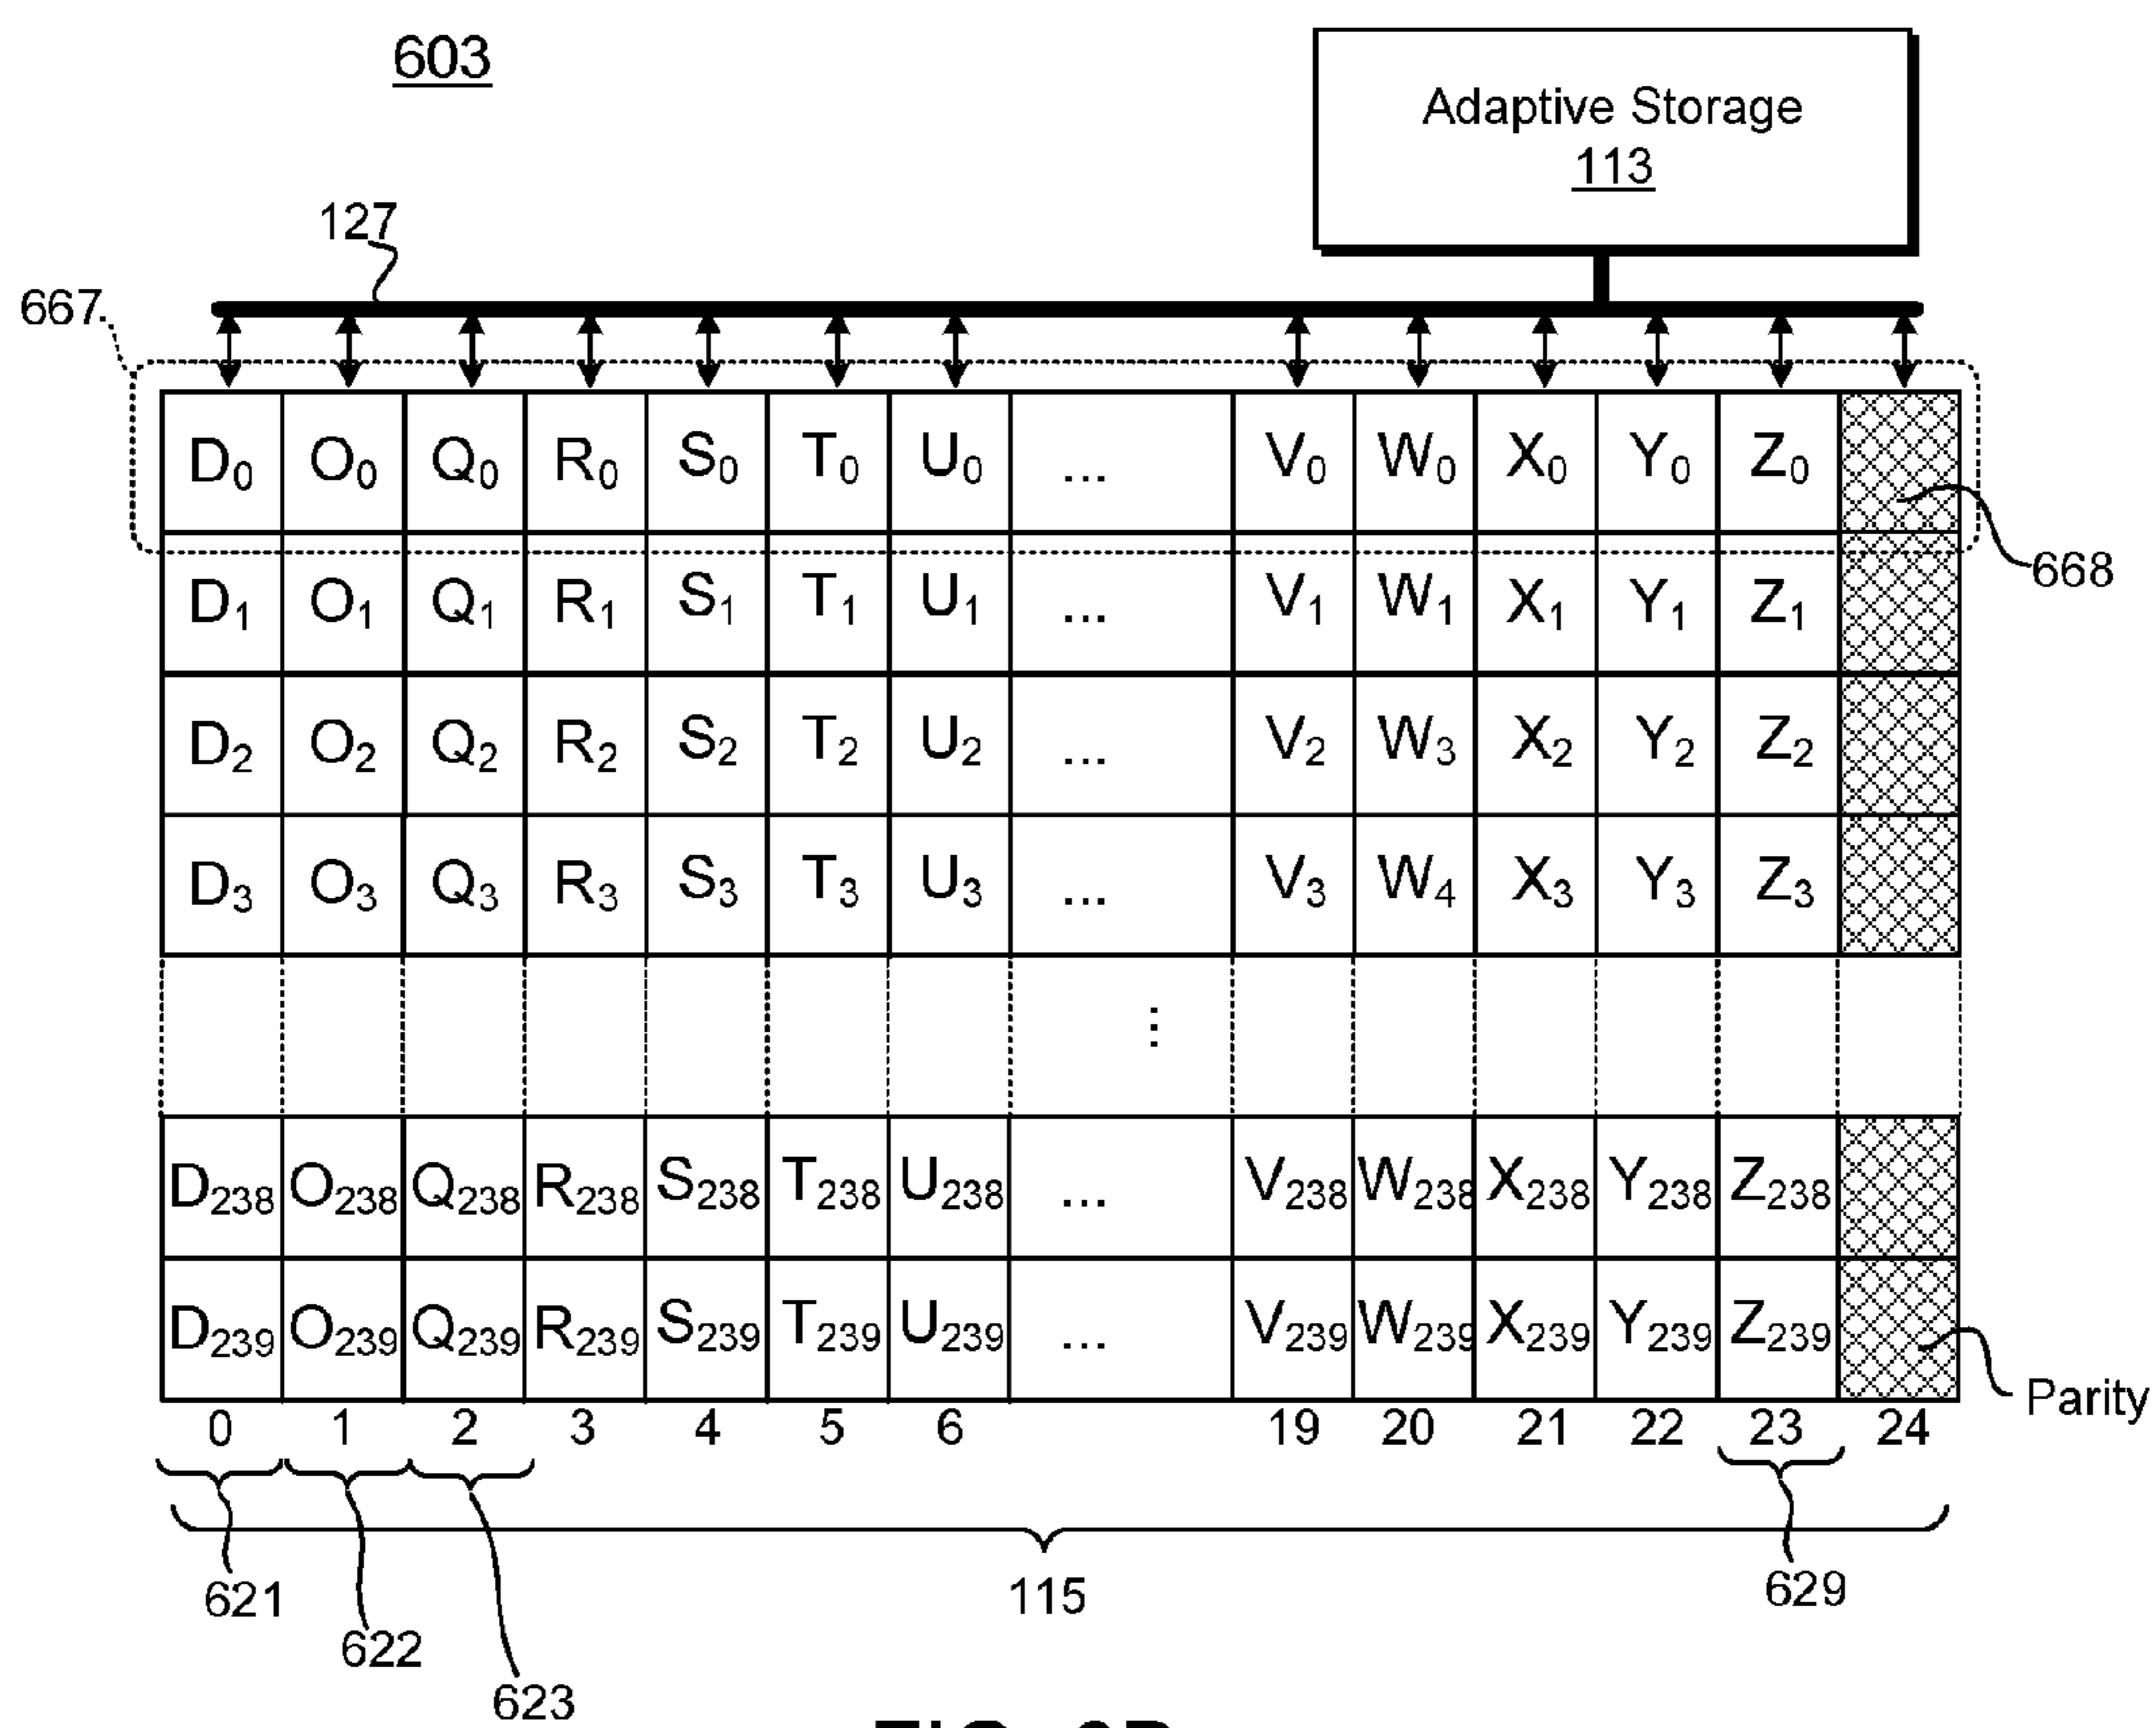 603
Adaptive Storage
113
127
667
D0 O0 Q0 R0 S0 T0 U0 ... V0 W0 X0 Y0 Z0
668
D1 O1 Q1 R1 S1 T1 U1 ... V1 W1 X1 Y1 Z1
D2 O2 Q2 R2 S2 T2 U2 ... V2 W3 X2 Y2 Z2
D3 O3 Q3 R3 S3 T3 U3 ... V3 W4 X3 Y3 Z3
⋮
D238 O238 Q238 R238 S238 T238 U238 ... V238 W238 X238 Y238 Z238
D239 O239 Q239 R239 S239 T239 U239 ... V239 W239 X239 Y239 Z239
Parity
0 1 2 3 4 5 6 19 20 21 22 23 24
621 115 629
622
623